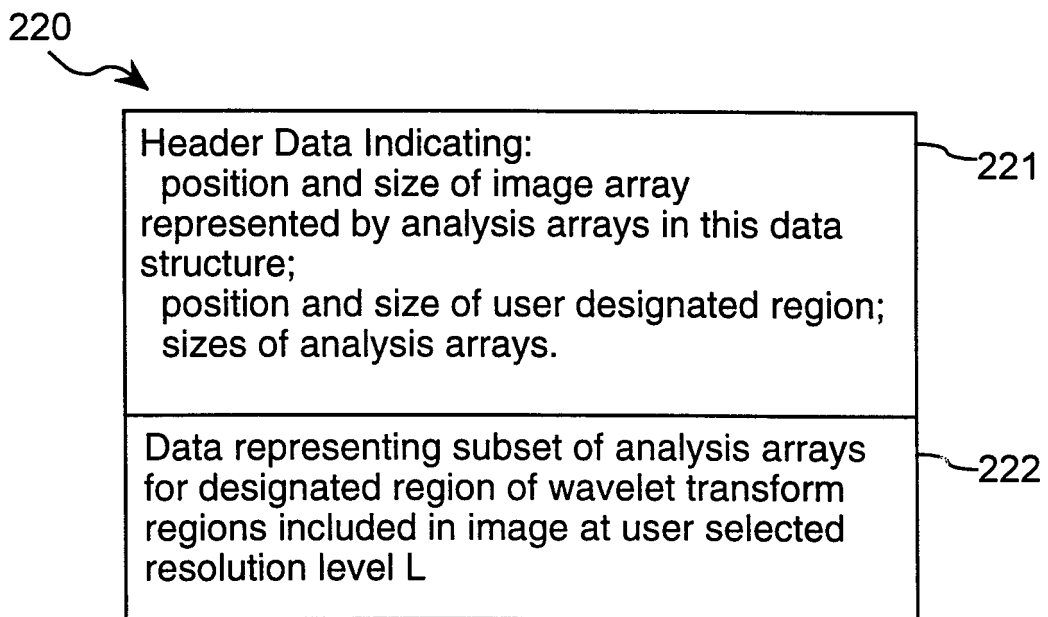 220
Header Data Indicating:
position and size of image array
represented by analysis arrays in this data
structure;
position and size of user designated region;
sizes of analysis arrays.
221
Data representing subset of analysis arrays
for designated region of wavelet transform
regions included in image at user selected
resolution level L
222